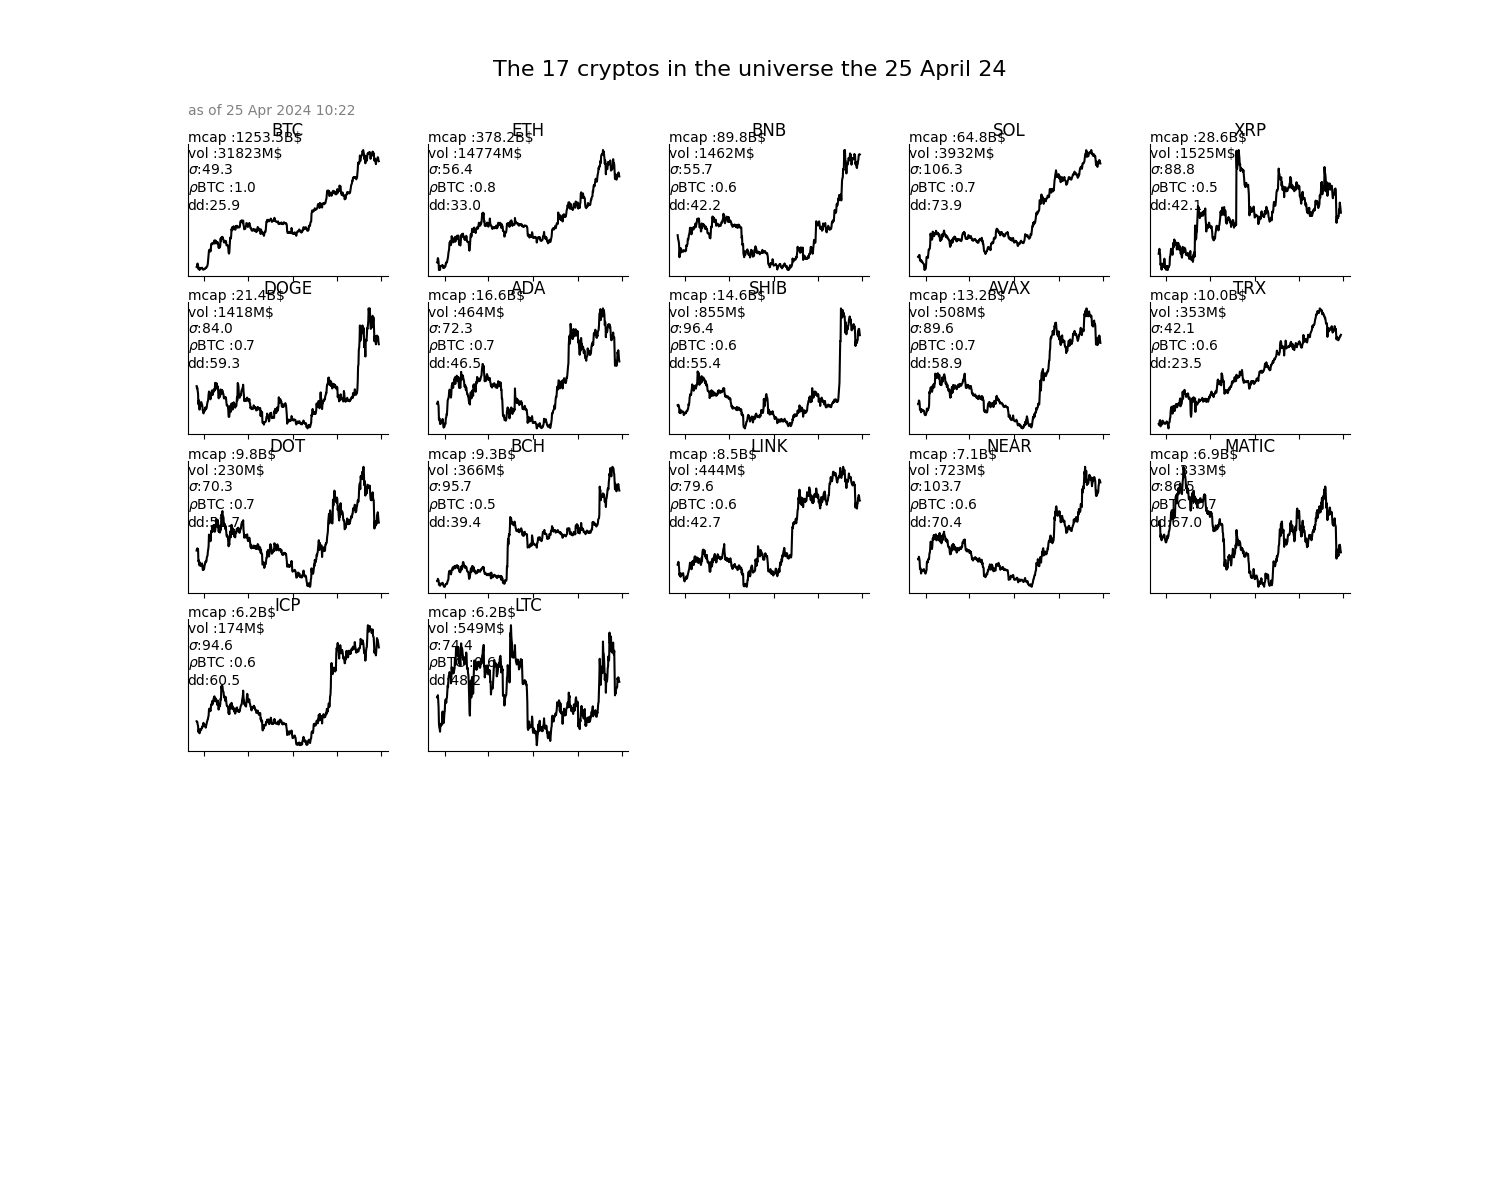 The 17 cryptos in the universe the 25 April 24
as of 25 Apr 2024 10:22
BTC
mcap :1253.5B$
vol :31823M$
σ:49.3
ρBTC :1.0
dd:25.9
ETH
mcap :378.2B$
vol :14774M$
σ:56.4
ρBTC :0.8
dd:33.0
BNB
mcap :89.8B$
vol :1462M$
σ:55.7
ρBTC :0.6
dd:42.2
SOL
mcap :64.8B$
vol :3932M$
σ:106.3
ρBTC :0.7
dd:73.9
XRP
mcap :28.6B$
vol :1525M$
σ:88.8
ρBTC :0.5
dd:42.1
DOGE
mcap :21.4B$
vol :1418M$
σ:84.0
ρBTC :0.7
dd:59.3
ADA
mcap :16.6B$
vol :464M$
σ:72.3
ρBTC :0.7
dd:46.5
SHIB
mcap :14.6B$
vol :855M$
σ:96.4
ρBTC :0.6
dd:55.4
AVAX
mcap :13.2B$
vol :508M$
σ:89.6
ρBTC :0.7
dd:58.9
TRX
mcap :10.0B$
vol :353M$
σ:42.1
ρBTC :0.6
dd:23.5
DOT
mcap :9.8B$
vol :230M$
σ:70.3
ρBTC :0.7
BCH
mcap :9.3B$
vol :366M$
σ:95.7
ρBTC :0.5
dd:39.4
LINK
mcap :8.5B$
vol :444M$
σ:79.6
ρBTC :0.6
dd:42.7
NEAR
mcap :7.1B$
vol :723M$
σ:103.7
ρBTC :0.6
dd:70.4
MATIC
mcap :6.9B$
vol :333M$
ρBTC :0.7
dd:67.0
ICP
mcap :6.2B$
vol :174M$
σ:94.6
ρBTC :0.6
dd:60.5
LTC
mcap :6.2B$
vol :549M$
σ:74.4
ρBTC :0.6
dd:48.2